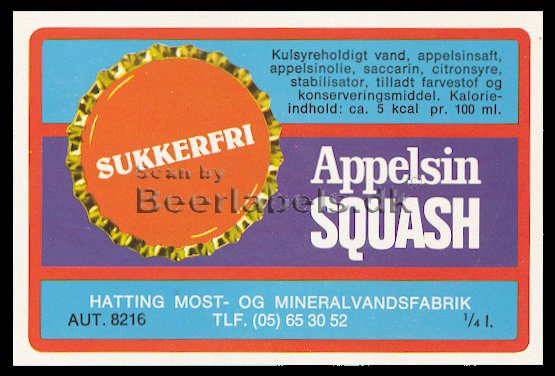 Kulsyreholdigt vand, appelsinsaft,
appelsinolie, saccarin, citronsyre,
stabilisator, tilladt farvestof og
konserveringsmiddel. Kalorie-
indhold: ca. 5 kcal pr. 100 ml.
SUKKERFRI
Scan by
Beerlabels.dk
Appelsin
SQUASH
HATTING MOST- OG MINERALVANDSFABRIK
AUT. 8216 TLF. (05) 65 30 52 1/4 l.